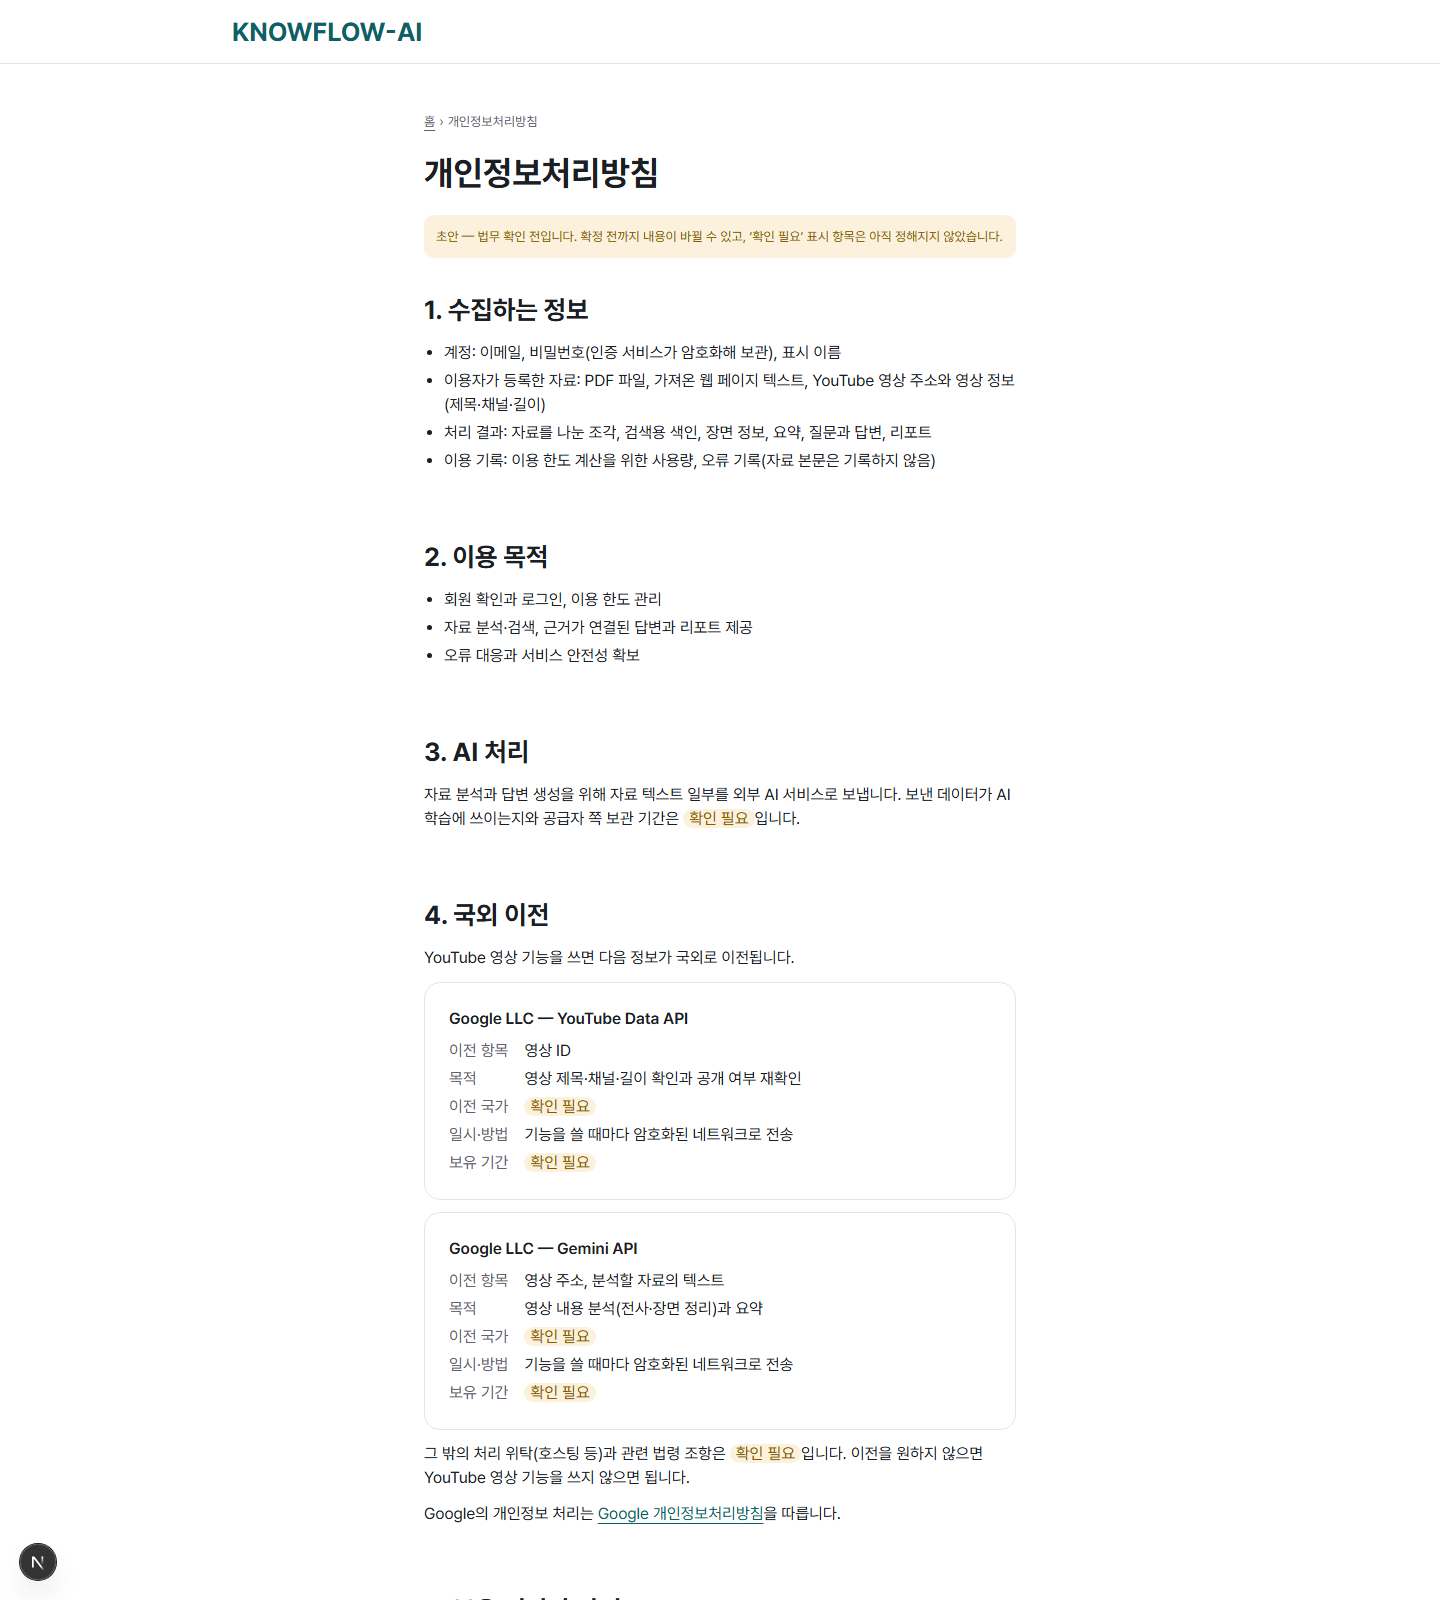 KNOWFLOW-AI
홈 › 개인정보처리방침
개인정보처리방침
초안 — 법무 확인 전입니다. 확정 전까지 내용이 바뀔 수 있고, ‘확인 필요’ 표시 항목은 아직 정해지지 않았습니다.
1. 수집하는 정보
• 계정: 이메일, 비밀번호(인증 서비스가 암호화해 보관), 표시 이름
• 이용자가 등록한 자료: PDF 파일, 가져온 웹 페이지 텍스트, YouTube 영상 주소와 영상 정보
(제목·채널·길이)
• 처리 결과: 자료를 나눈 조각, 검색용 색인, 장면 정보, 요약, 질문과 답변, 리포트
• 이용 기록: 이용 한도 계산을 위한 사용량, 오류 기록(자료 본문은 기록하지 않음)
2. 이용 목적
• 회원 확인과 로그인, 이용 한도 관리
• 자료 분석·검색, 근거가 연결된 답변과 리포트 제공
• 오류 대응과 서비스 안전성 확보
3. AI 처리
자료 분석과 답변 생성을 위해 자료 텍스트 일부를 외부 AI 서비스로 보냅니다. 보낸 데이터가 AI
학습에 쓰이는지와 공급자 쪽 보관 기간은 확인 필요입니다.
4. 국외 이전
YouTube 영상 기능을 쓰면 다음 정보가 국외로 이전됩니다.
Google LLC — YouTube Data API
이전 항목 영상 ID
목적 영상 제목·채널·길이 확인과 공개 여부 재확인
이전 국가 확인 필요
일시·방법 기능을 쓸 때마다 암호화된 네트워크로 전송
보유 기간 확인 필요
Google LLC — Gemini API
이전 항목 영상 주소, 분석할 자료의 텍스트
목적 영상 내용 분석(전사·장면 정리)과 요약
이전 국가 확인 필요
일시·방법 기능을 쓸 때마다 암호화된 네트워크로 전송
보유 기간 확인 필요
그 밖의 처리 위탁(호스팅 등)과 관련 법령 조항은 확인 필요입니다. 이전을 원하지 않으면
YouTube 영상 기능을 쓰지 않으면 됩니다.
Google의 개인정보 처리는 Google 개인정보처리방침을 따릅니다.
N